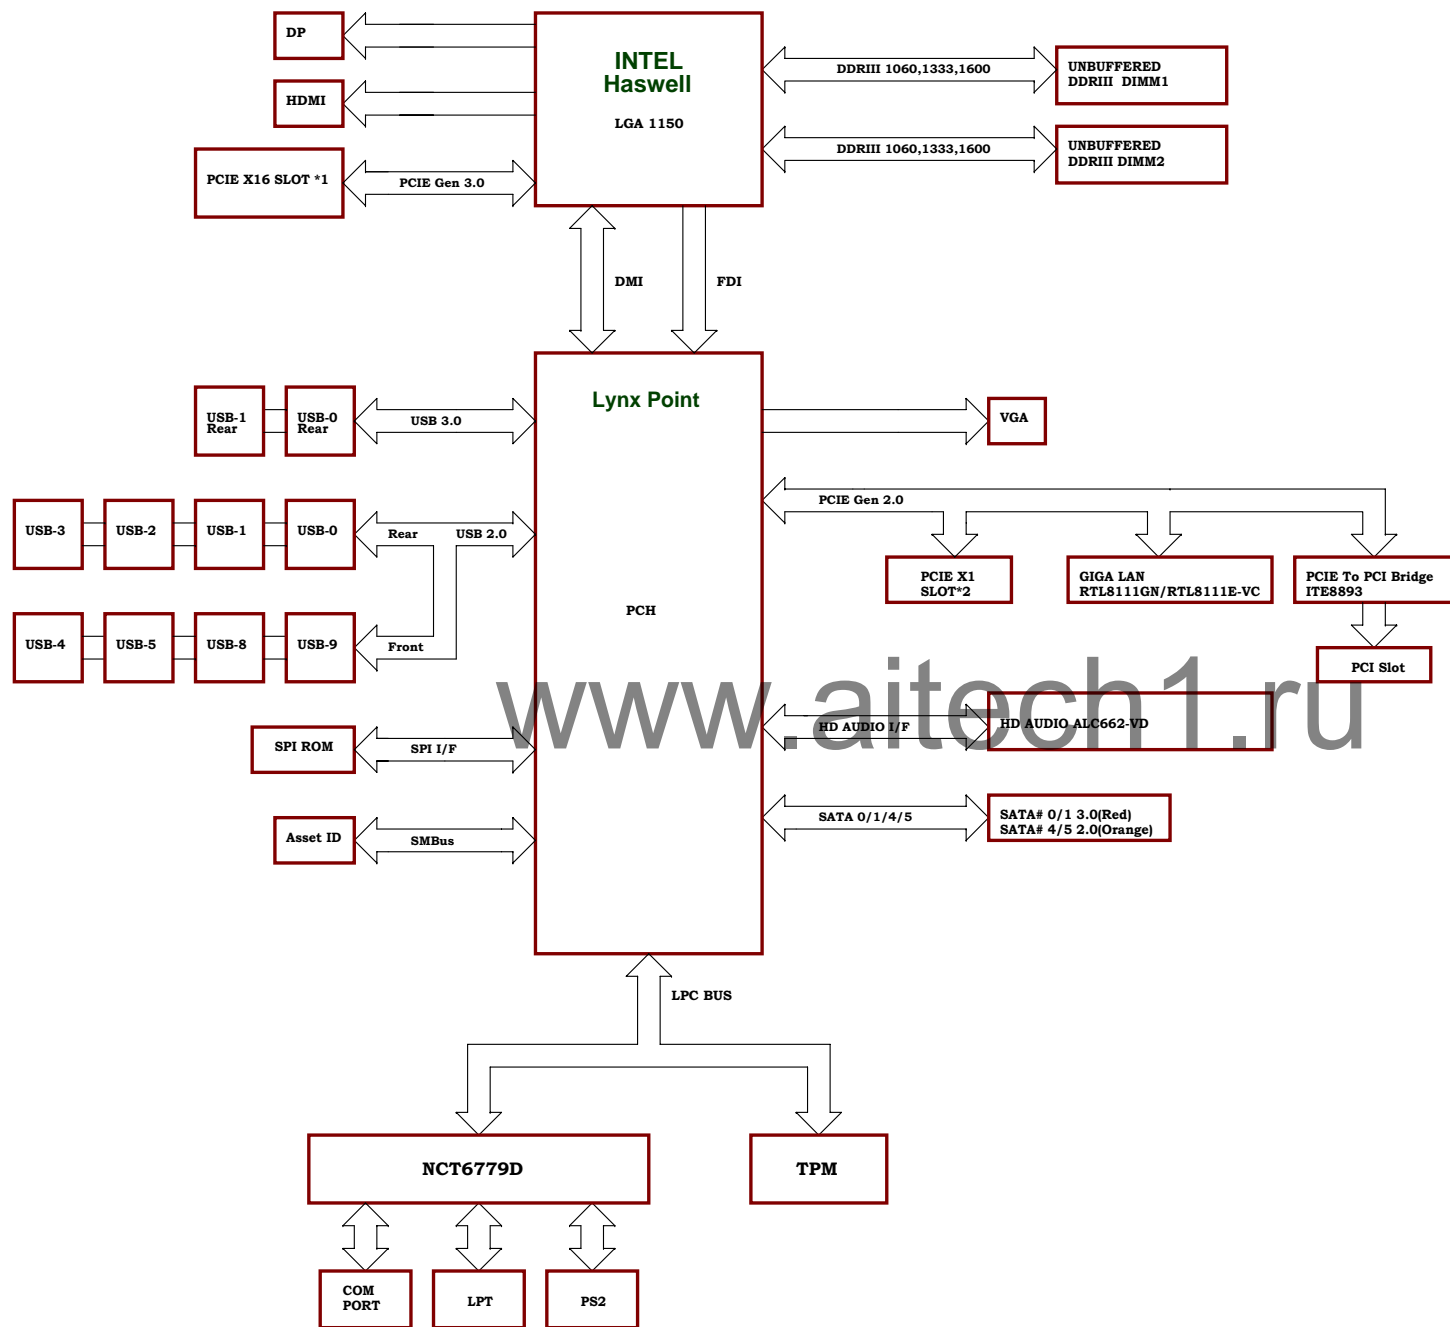 DP
INTEL
Haswell
LGA 1150
DDRIII 1060,1333,1600
UNBUFFERED
DDRIII  DIMM1
HDMI
DDRIII 1060,1333,1600
UNBUFFERED
DDRIII DIMM2
PCIE X16 SLOT *1
PCIE Gen 3.0
DMI
FDI
Lynx Point
PCH
USB-1
Rear
USB-0
Rear
USB 3.0
VGA
PCIE Gen 2.0
USB-3
USB-2
USB-1
USB-0
Rear
USB 2.0
PCIE X1
SLOT*2
GIGA LAN
RTL8111GN/RTL8111E-VC
PCIE To PCI Bridge
ITE8893
USB-4
USB-5
USB-8
USB-9
Front
PCI Slot
www.aitech1.ru
HD AUDIO I/F
HD AUDIO ALC662-VD
SPI ROM
SPI I/F
SATA 0/1/4/5
SATA# 0/1 3.0(Red)
SATA# 4/5 2.0(Orange)
Asset ID
SMBus
LPC BUS
NCT6779D
TPM
COM
PORT
LPT
PS2